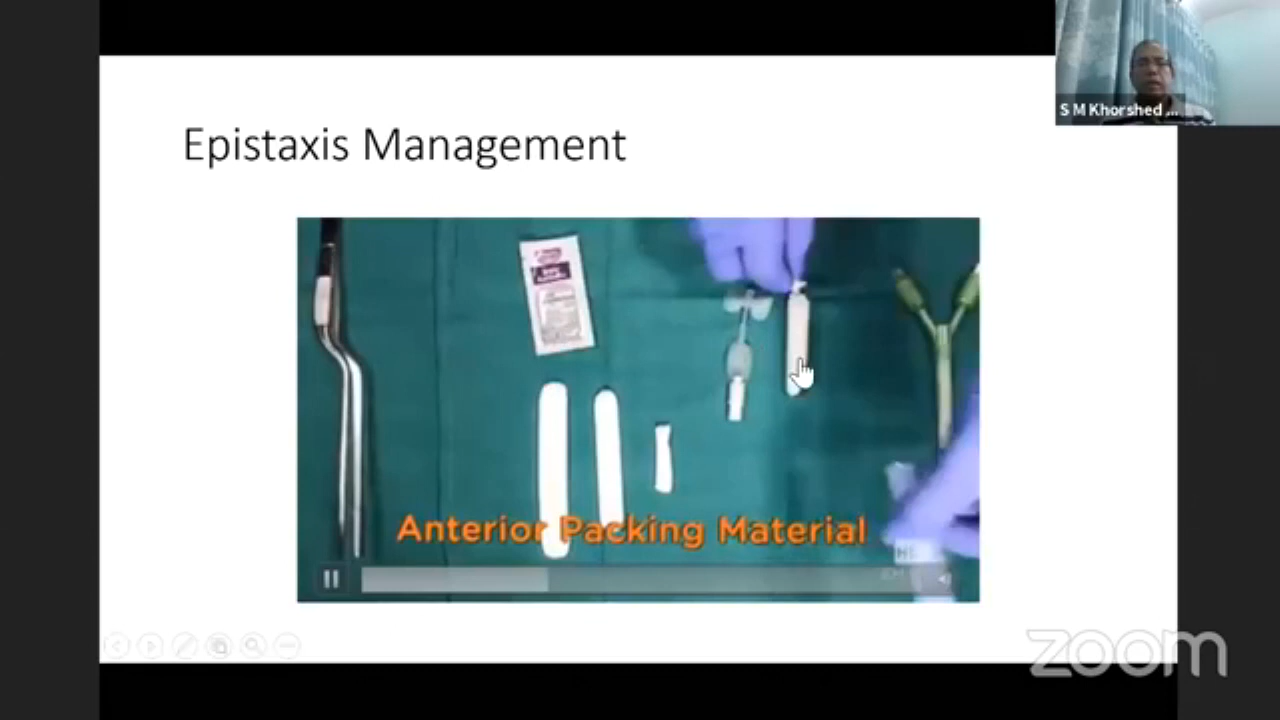 S M Khorshed ...
Epistaxis Management
Anterior Packing Material
zoom